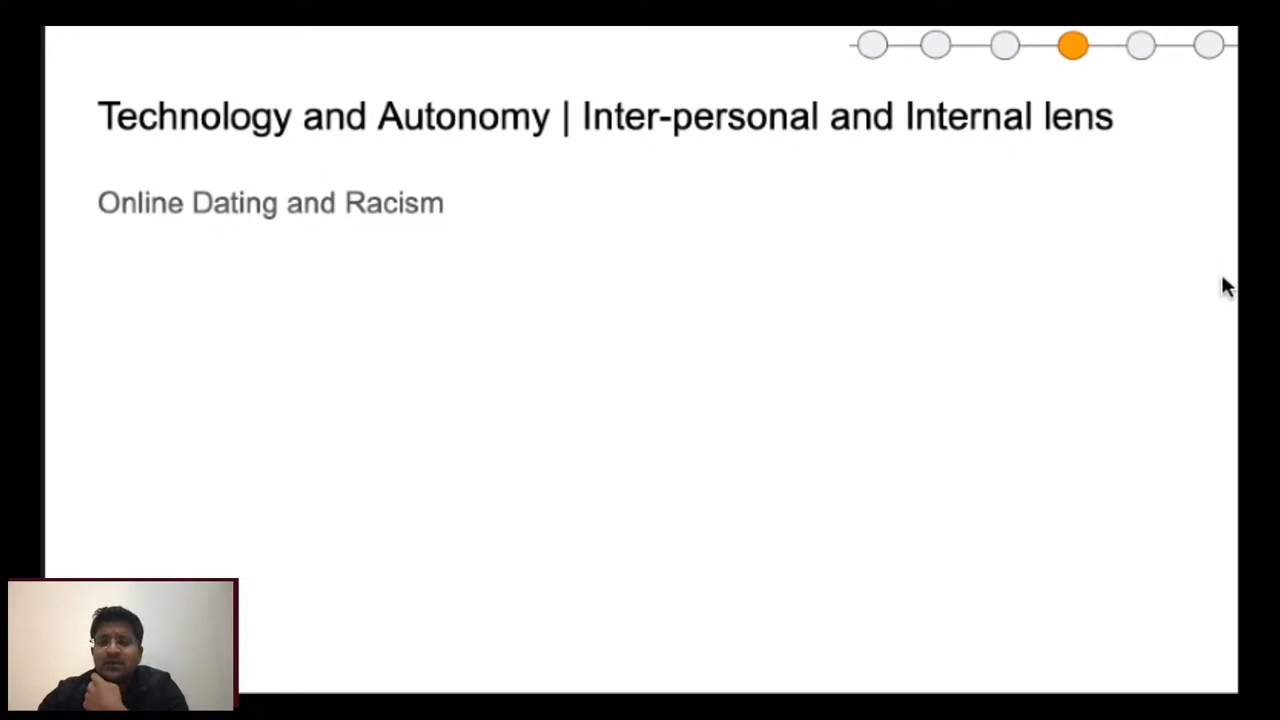 Technology and Autonomy | Inter-personal and Internal lens
Online Dating and Racism